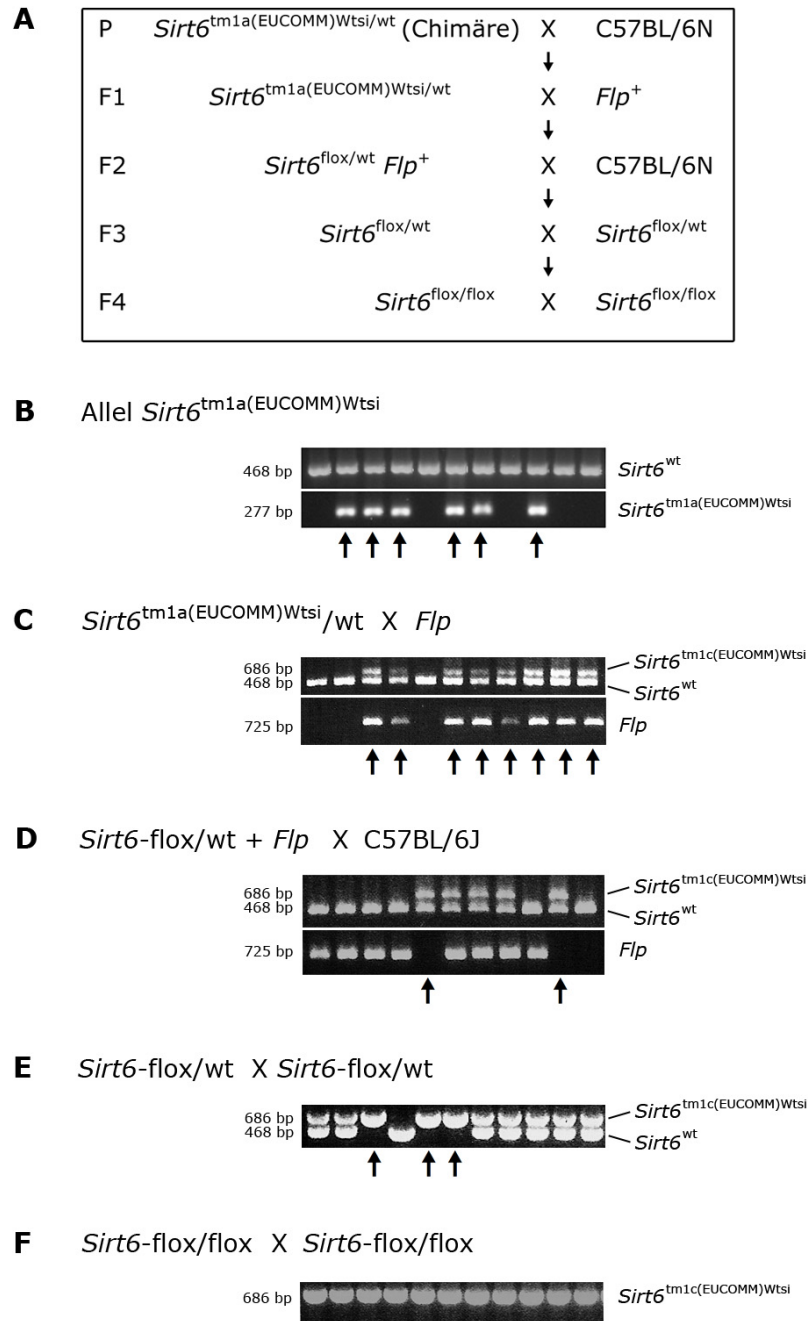 A
P Sirt6tm1a(EUCOMM)Wtsi/wt (Chimäre) X C57BL/6N
F1 Sirt6tm1a(EUCOMM)Wtsi/wt X Flp+
F2 Sirt6flox/wt Flp+ X C57BL/6N
F3 Sirt6flox/wt X Sirt6flox/wt
F4 Sirt6flox/flox X Sirt6flox/flox
B Allel Sirt6tm1a(EUCOMM)Wtsi
468 bp Sirt6wt
277 bp Sirt6tm1a(EUCOMM)Wtsi
C Sirt6tm1a(EUCOMM)Wtsi/wt X Flp
686 bp Sirt6tm1c(EUCOMM)Wtsi
468 bp Sirt6wt
725 bp Flp
D Sirt6-flox/wt + Flp X C57BL/6J
686 bp Sirt6tm1c(EUCOMM)Wtsi
468 bp Sirt6wt
725 bp Flp
E Sirt6-flox/wt X Sirt6-flox/wt
686 bp Sirt6tm1c(EUCOMM)Wtsi
468 bp Sirt6wt
F Sirt6-flox/flox X Sirt6-flox/flox
686 bp Sirt6tm1c(EUCOMM)Wtsi